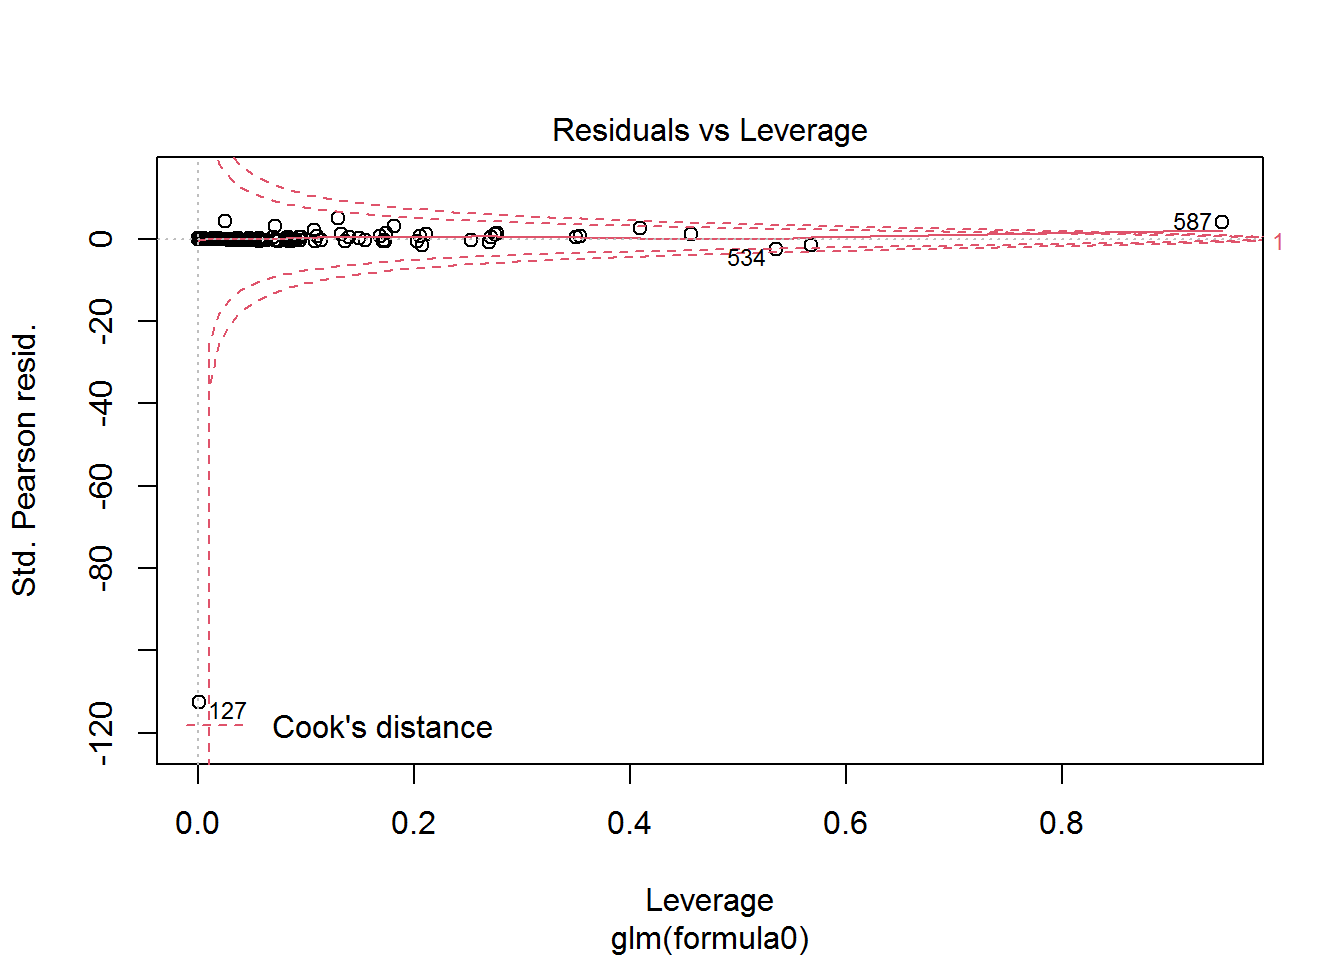 Residuals vs Leverage
Std. Pearson resid.
0
-20
-40
-60
-80
-120
587
534
127
1
Cook's distance
0.0 0.2 0.4 0.6 0.8
Leverage
glm(formula0)